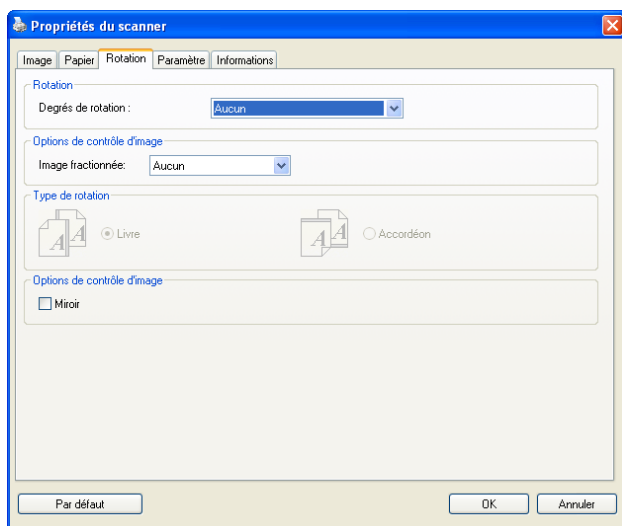 Propriétés du scanner
Image Papier Rotation Paramètre Informations
Rotation
Degrés de rotation : Aucun
Options de contrôle d'image
Image fractionnée: Aucun
Type de rotation
A A Livre A A Accordéon
Options de contrôle d'image
Miroir
Par défaut OK Annuler